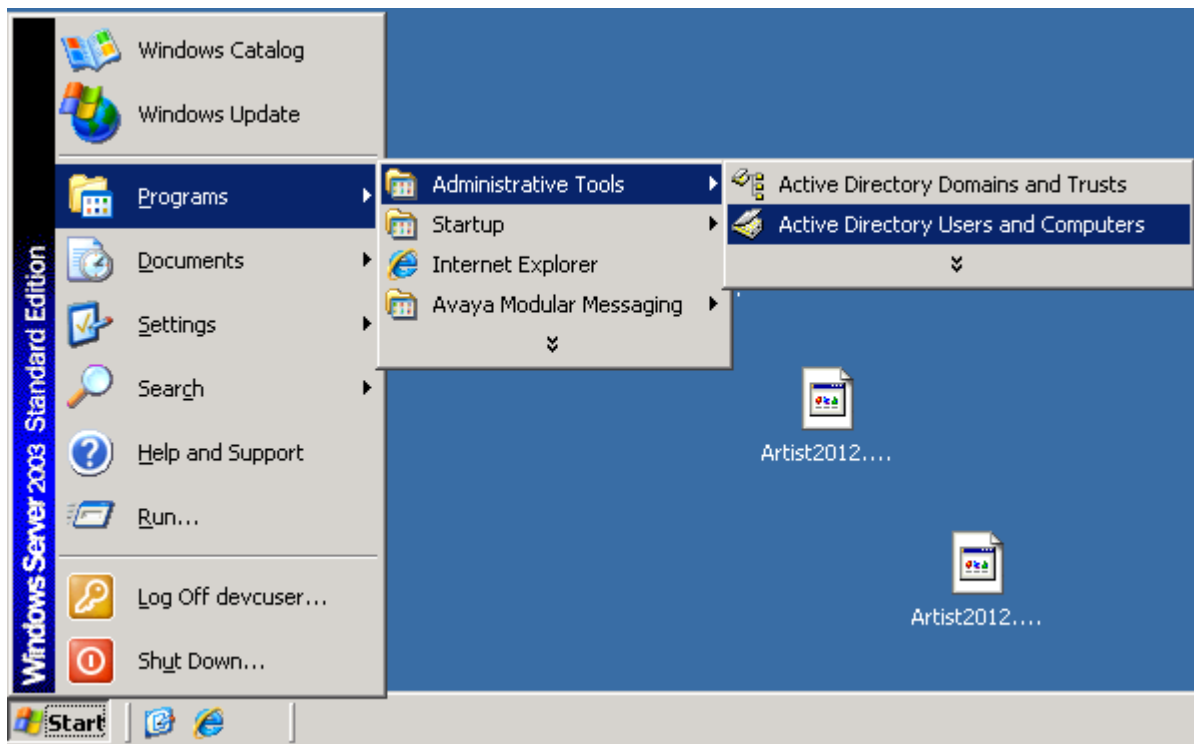 Windows Server 2003 Standard Edition
Windows Catalog
Windows Update
Programs
Documents
Settings
Search
Help and Support
Run...
Log Off devcuser...
Shut Down...
Administrative Tools
Startup
Internet Explorer
Avaya Modular Messaging
Active Directory Domains and Trusts
Active Directory Users and Computers
Artist2012....
Artist2012....
Start